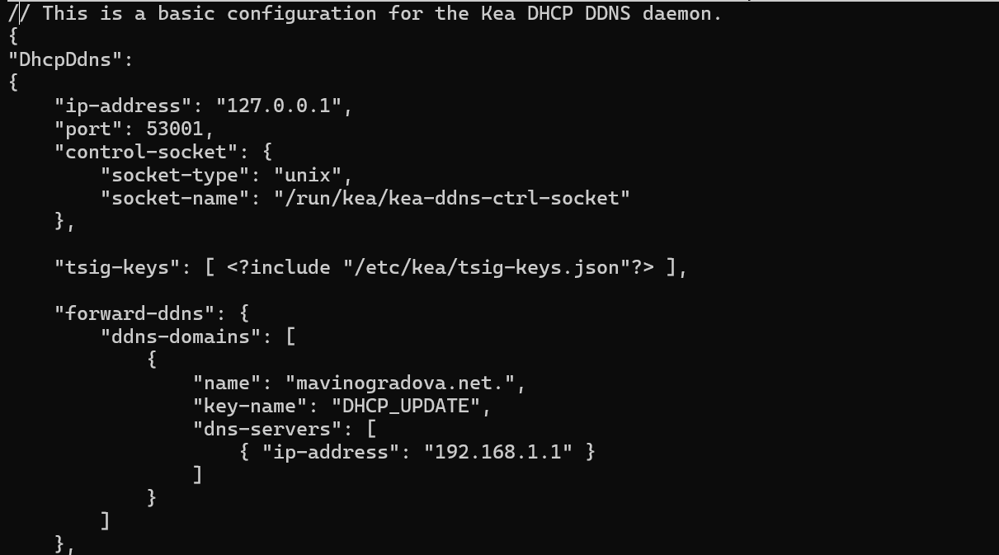 // This is a basic configuration for the Kea DHCP DDNS daemon.
{
"DhcpDdns":
{
    "ip-address": "127.0.0.1",
    "port": 53001,
    "control-socket": {
        "socket-type": "unix",
        "socket-name": "/run/kea/kea-ddns-ctrl-socket"
    },

    "tsig-keys": [ <?include "/etc/kea/tsig-keys.json"?> ],

    "forward-ddns": {
        "ddns-domains": [
            {
                "name": "mavinogradova.net.",
                "key-name": "DHCP_UPDATE",
                "dns-servers": [
                    { "ip-address": "192.168.1.1" }
                ]
            }
        ]
    },